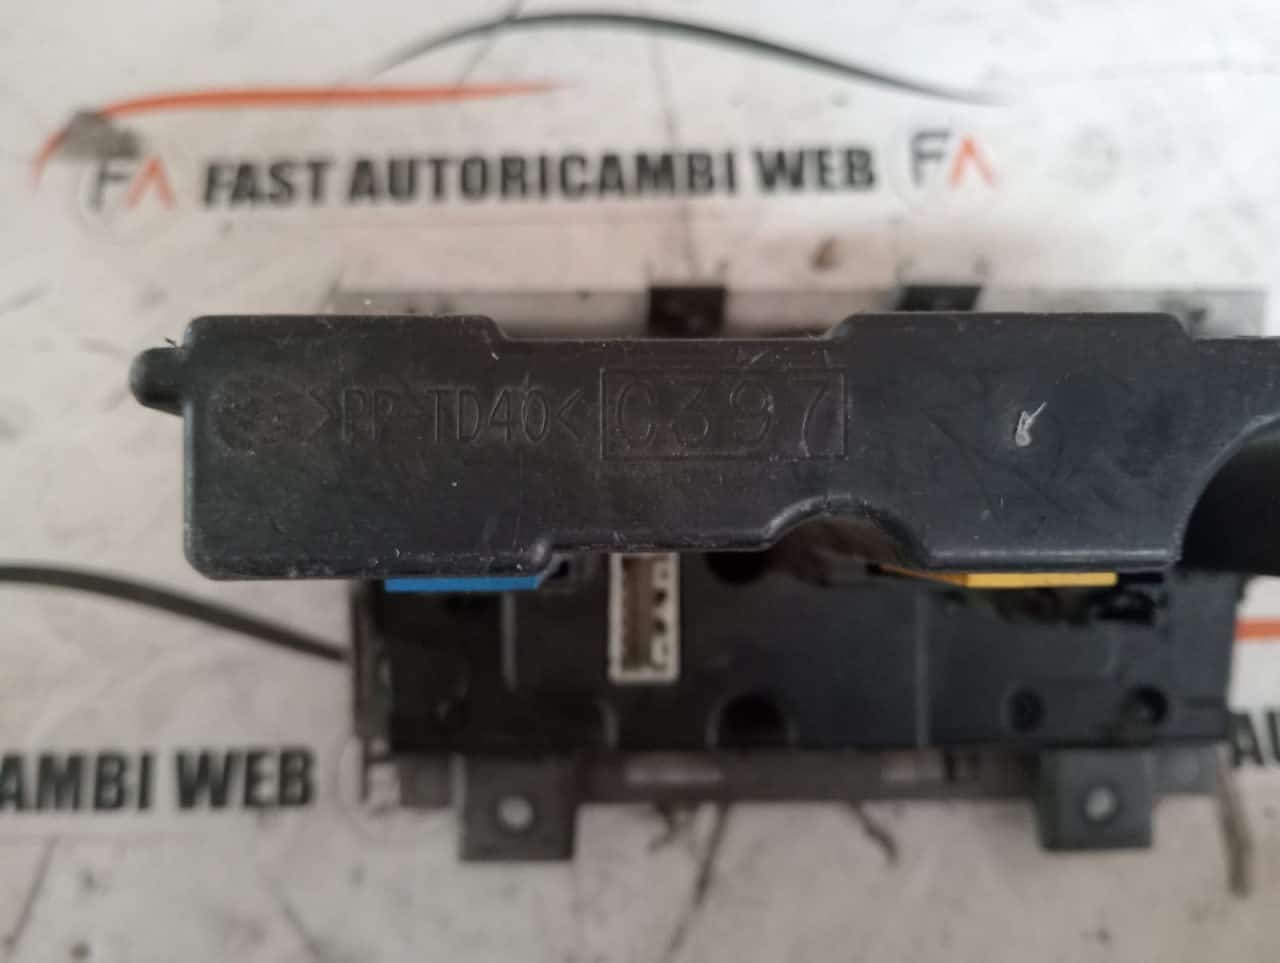 FA FAST AUTORICAMBI WEB FA
>PP-TD40< C397
AMBI WEB F
A